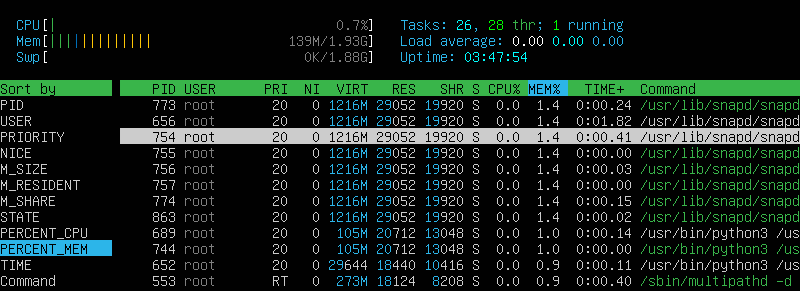 CPU[| 0.7%] Tasks: 26, 28 thr; 1 running
Mem[||||||||||||||| 139M/1.93G] Load average: 0.00 0.00 0.00
Swp[ 0K/1.88G] Uptime: 03:47:54
Sort by PID USER PRI NI VIRT RES SHR S CPU% MEM% TIME+ Command
PID 773 root 20 0 1216M 29052 19920 S 0.0 1.4 0:00.24 /usr/lib/snapd/snapd
USER 656 root 20 0 1216M 29052 19920 S 0.0 1.4 0:01.82 /usr/lib/snapd/snapd
PRIORITY 754 root 20 0 1216M 29052 19920 S 0.0 1.4 0:00.41 /usr/lib/snapd/snapd
NICE 755 root 20 0 1216M 29052 19920 S 0.0 1.4 0:00.00 /usr/lib/snapd/snapd
M_SIZE 756 root 20 0 1216M 29052 19920 S 0.0 1.4 0:00.03 /usr/lib/snapd/snapd
M_RESIDENT 757 root 20 0 1216M 29052 19920 S 0.0 1.4 0:00.00 /usr/lib/snapd/snapd
M_SHARE 774 root 20 0 1216M 29052 19920 S 0.0 1.4 0:00.15 /usr/lib/snapd/snapd
STATE 863 root 20 0 1216M 29052 19920 S 0.0 1.4 0:00.02 /usr/lib/snapd/snapd
PERCENT_CPU 689 root 20 0 105M 20712 13048 S 0.0 1.0 0:00.14 /usr/bin/python3 /us
PERCENT_MEM 744 root 20 0 105M 20712 13048 S 0.0 1.0 0:00.00 /usr/bin/python3 /us
TIME 652 root 20 0 29644 18440 10416 S 0.0 0.9 0:00.11 /usr/bin/python3 /us
Command 553 root RT 0 273M 18124 8208 S 0.0 0.9 0:00.40 /sbin/multipathd -d